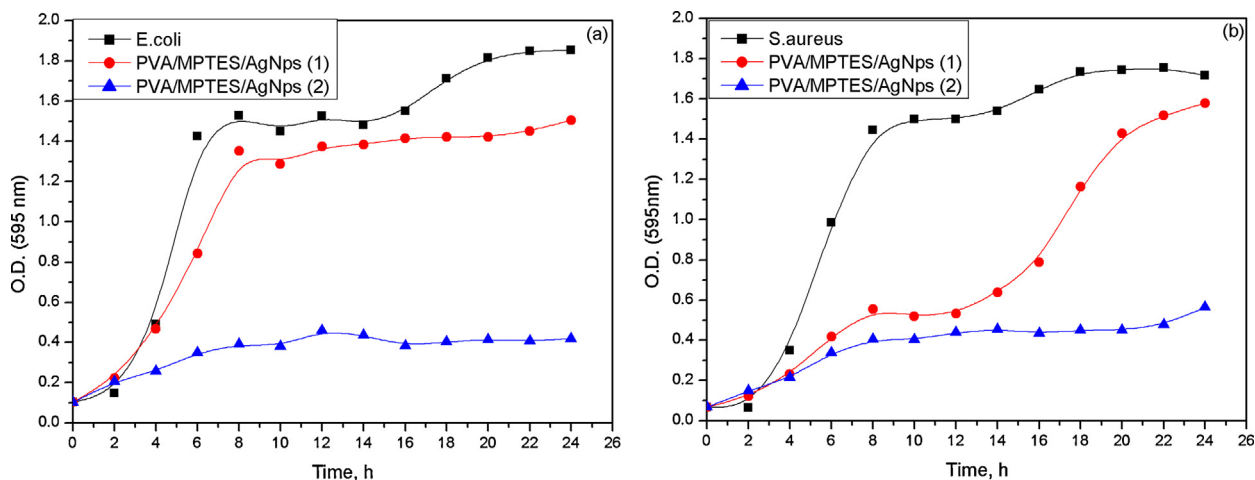 (a)
E.coli
PVA/MPTES/AgNps (1)
PVA/MPTES/AgNps (2)
O.D. (595 nm)
2.0
1.8
1.6
1.4
1.2
1.0
0.8
0.6
0.4
0.2
0.0
0 2 4 6 8 10 12 14 16 18 20 22 24 26
Time, h
(b)
S.aureus
PVA/MPTES/AgNps (1)
PVA/MPTES/AgNps (2)
O.D. (595nm)
2.0
1.8
1.6
1.4
1.2
1.0
0.8
0.6
0.4
0.2
0.0
0 2 4 6 8 10 12 14 16 18 20 22 24 26
Time, h